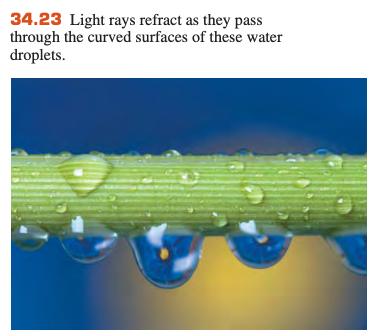 34.23 Light rays refract as they pass
through the curved surfaces of these water
droplets.